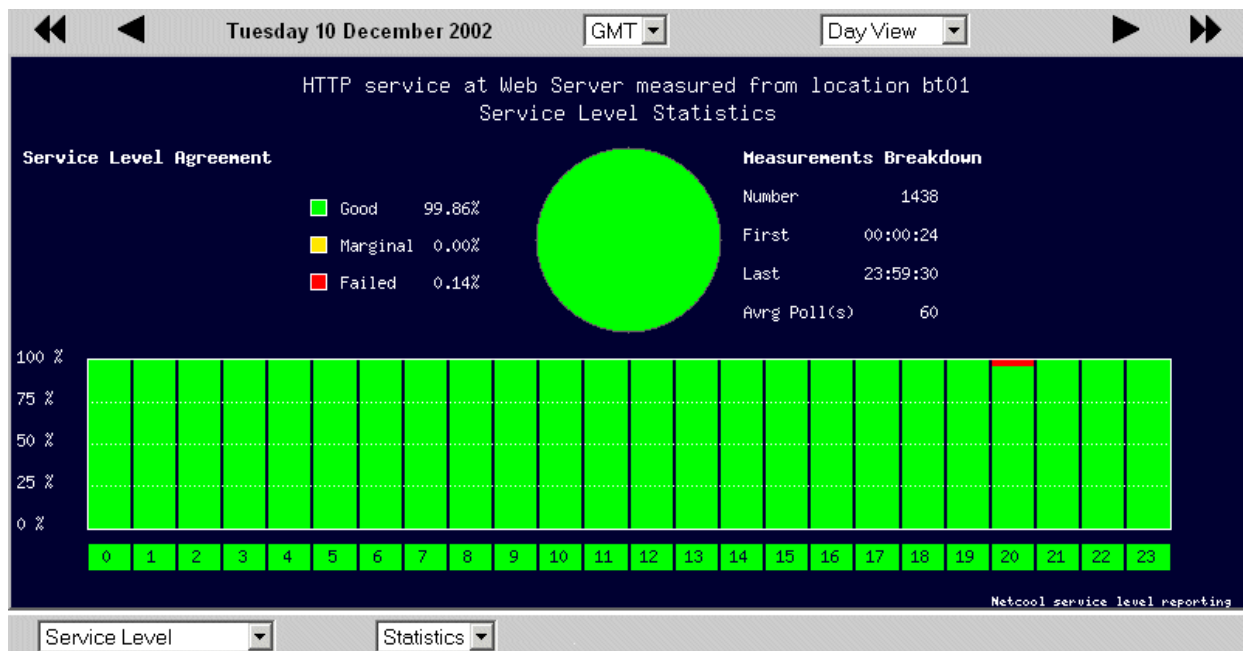 Tuesday 10 December 2002 GMT Day View
HTTP service at Web Server measured from location bt01
Service Level Statistics
Service Level Agreement
Good 99.86%
Marginal 0.00%
Failed 0.14%
Measurements Breakdown
Number 1438
First 00:00:24
Last 23:59:30
Avrg Poll(s) 60
100 %
75 %
50 %
25 %
0 %
0 1 2 3 4 5 6 7 8 9 10 11 12 13 14 15 16 17 18 19 20 21 22 23
Netcool service level reporting
Service Level Statistics